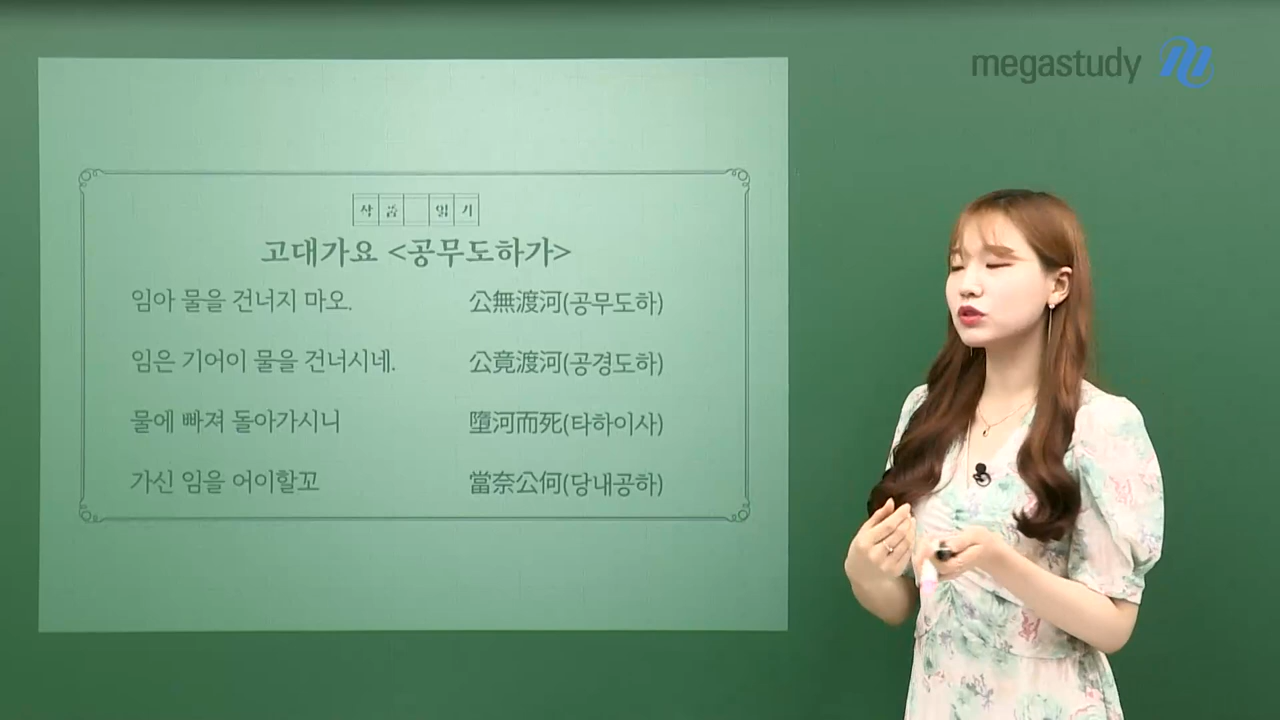 megastudy
작품 읽기
고대가요 <공무도하가>
임아 물을 건너지 마오. 公無渡河(공무도하)
임은 기어이 물을 건너시네. 公竟渡河(공경도하)
물에 빠져 돌아가시니 墮河而死(타하이사)
가신 임을 어이할꼬 當奈公何(당내공하)